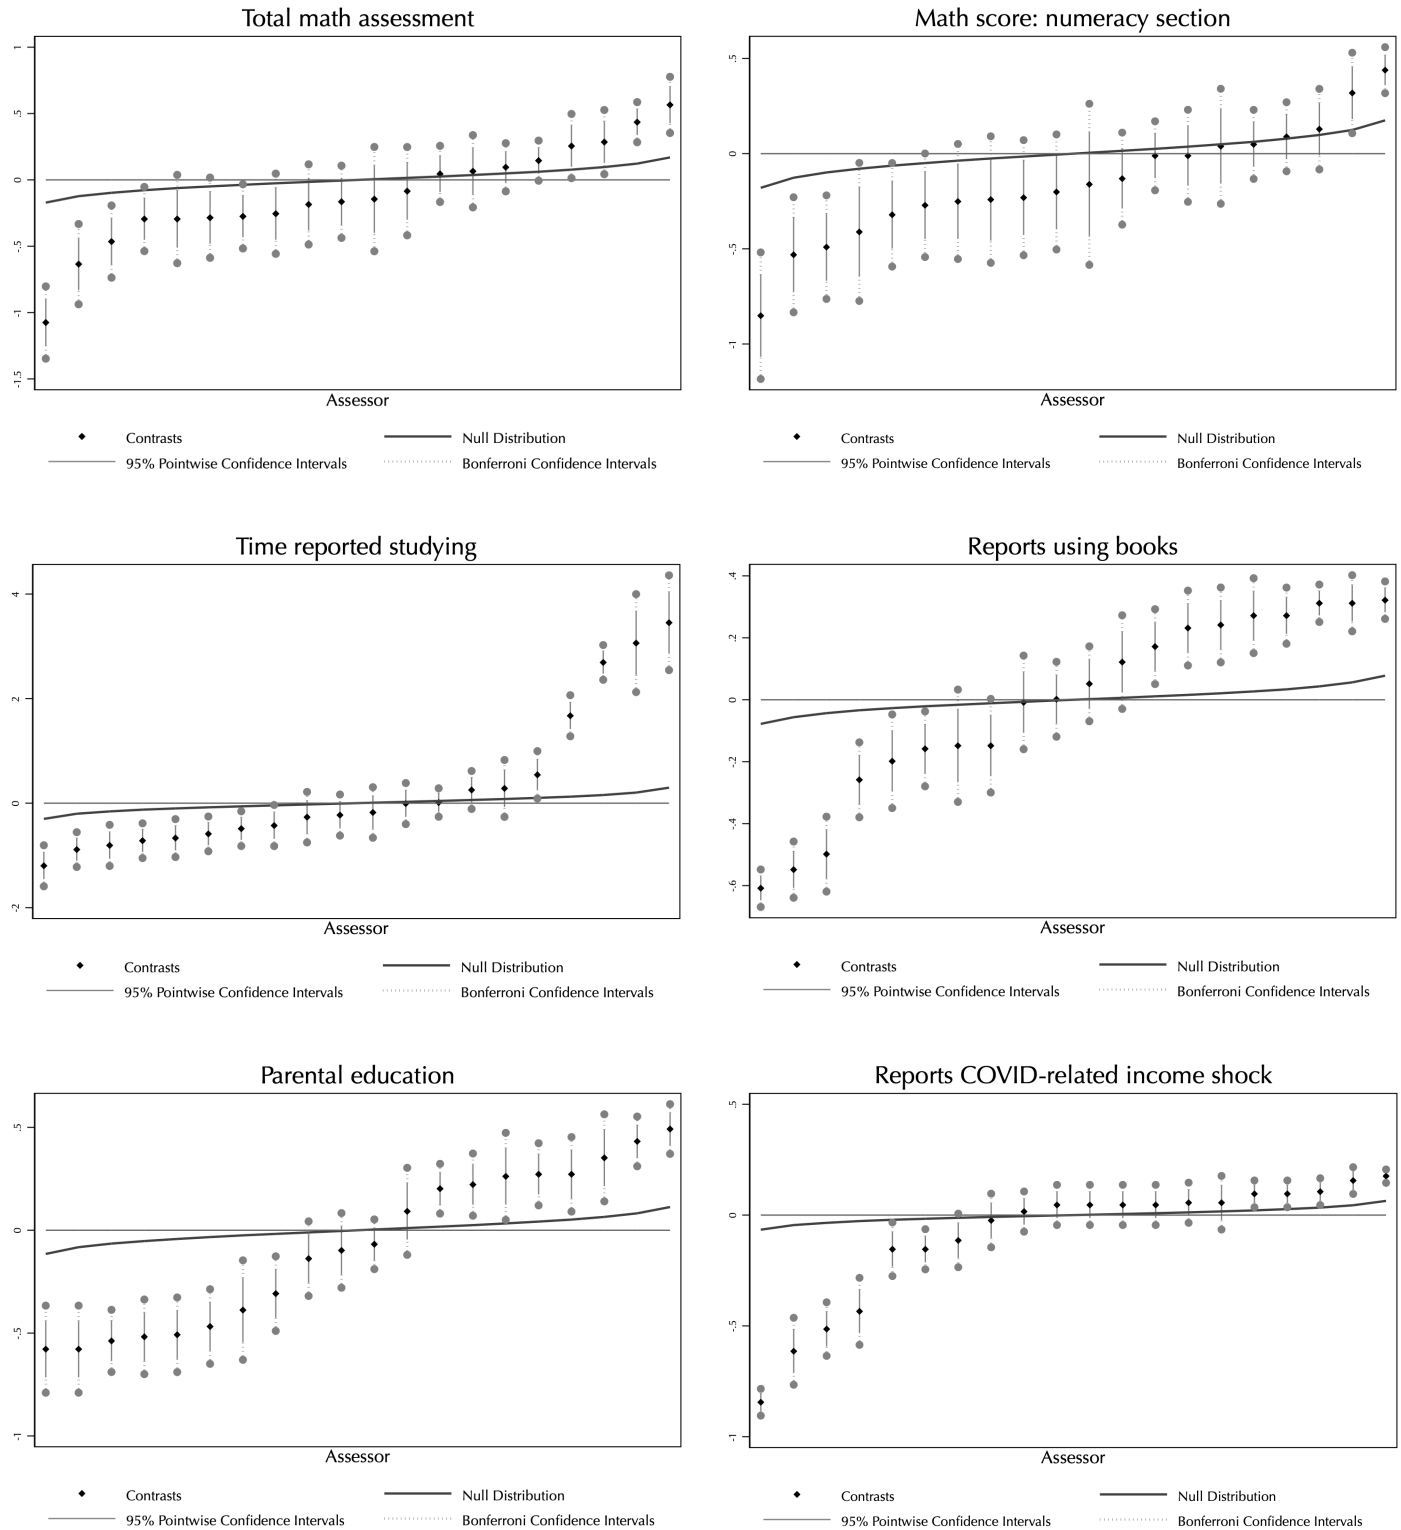 Total math assessment
1
.5
0
-.5
-1
-1.5
Assessor
Contrasts
Null Distribution
95% Pointwise Confidence Intervals
Bonferroni Confidence Intervals
Math score: numeracy section
.5
0
-.5
-1
Assessor
Contrasts
Null Distribution
95% Pointwise Confidence Intervals
Bonferroni Confidence Intervals
Time reported studying
4
2
0
-2
Assessor
Contrasts
Null Distribution
95% Pointwise Confidence Intervals
Bonferroni Confidence Intervals
Reports using books
.4
.2
0
-.2
-.4
-.6
Assessor
Contrasts
Null Distribution
95% Pointwise Confidence Intervals
Bonferroni Confidence Intervals
Parental education
.5
0
-.5
-1
Assessor
Contrasts
Null Distribution
95% Pointwise Confidence Intervals
Bonferroni Confidence Intervals
Reports COVID-related income shock
.5
0
-.5
-1
Assessor
Contrasts
Null Distribution
95% Pointwise Confidence Intervals
Bonferroni Confidence Intervals